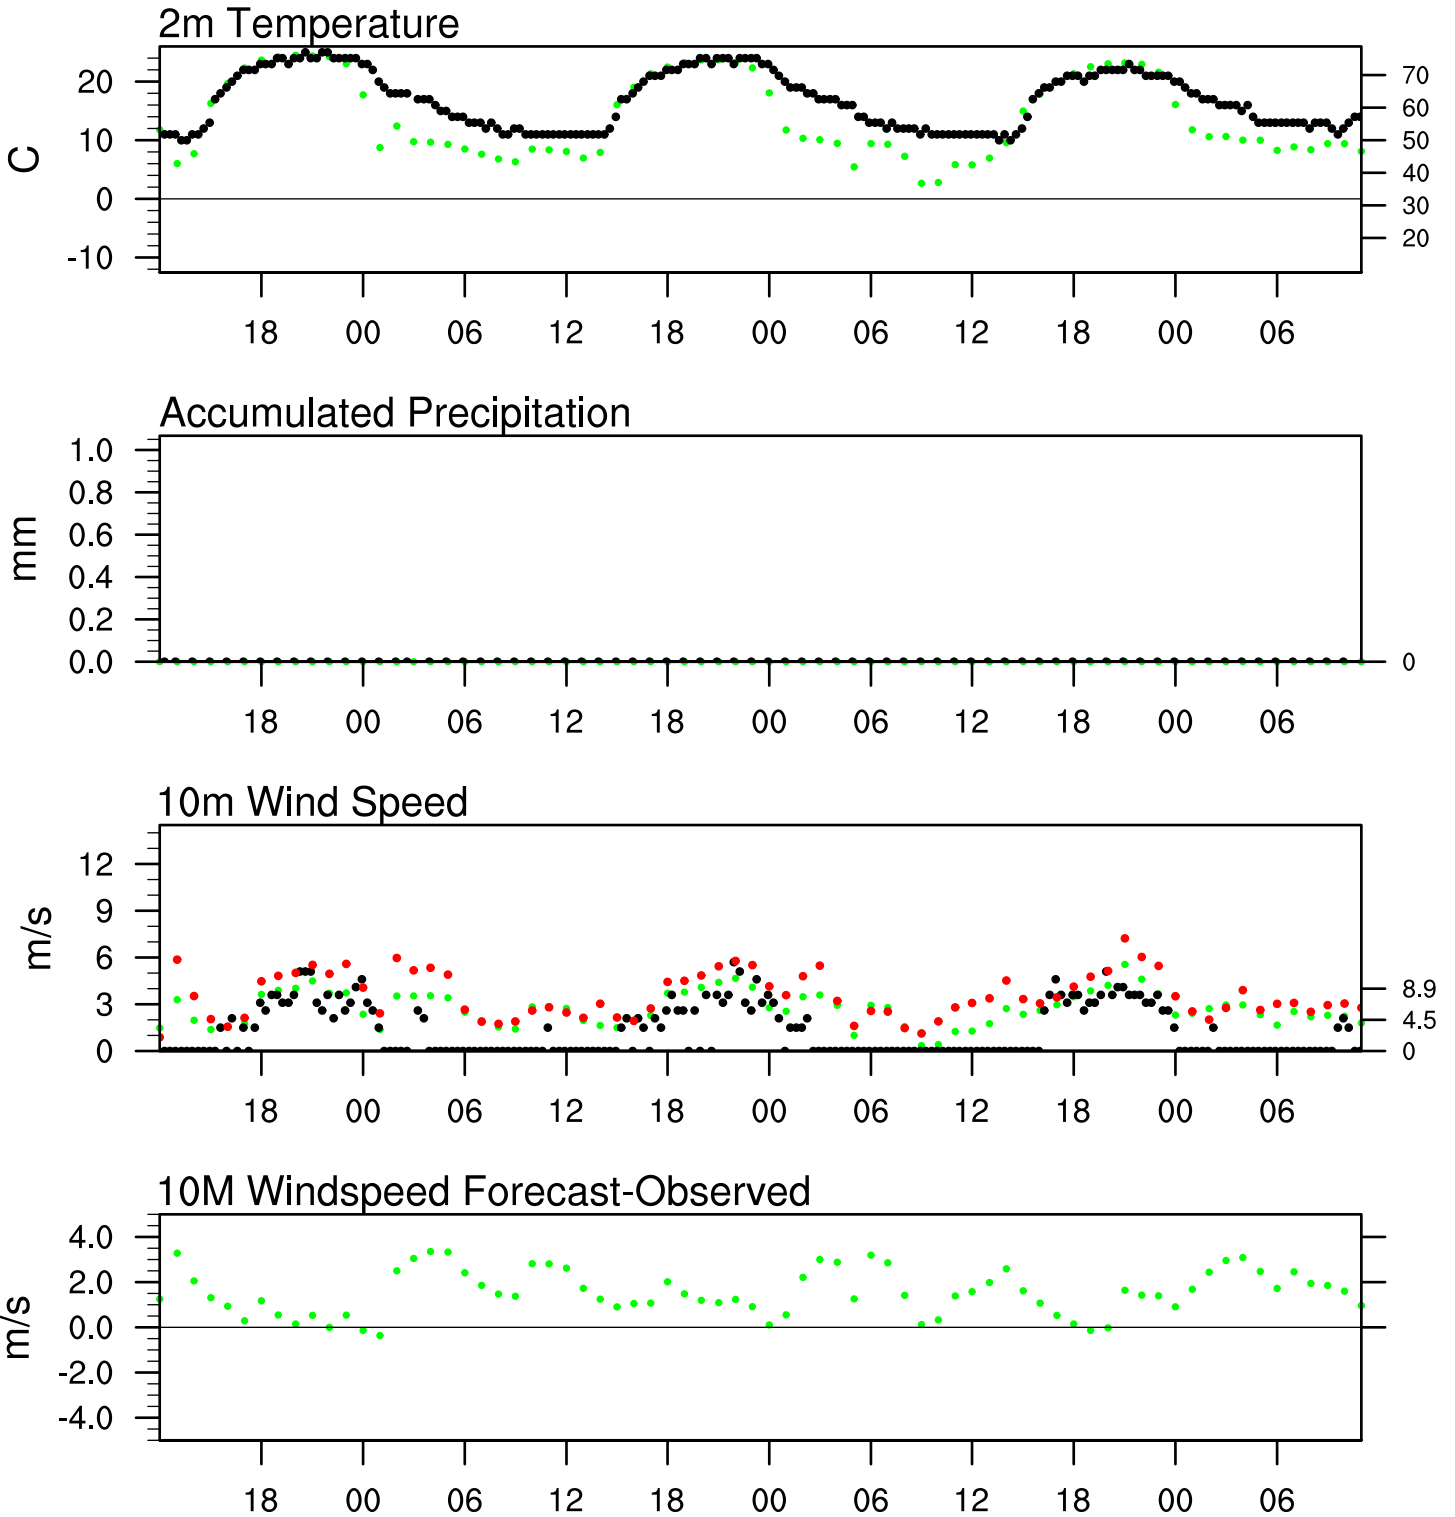 2m Temperature
20
10
0
-10
C
70
60
50
40
30
20
18 00 06 12 18 00 06 12 18 00 06
Accumulated Precipitation
1.0
0.8
0.6
0.4
0.2
0.0
mm
0
18 00 06 12 18 00 06 12 18 00 06
10m Wind Speed
12
9
6
3
0
m/s
8.9
4.5
0
18 00 06 12 18 00 06 12 18 00 06
10M Windspeed Forecast-Observed
4.0
2.0
0.0
-2.0
-4.0
m/s
18 00 06 12 18 00 06 12 18 00 06